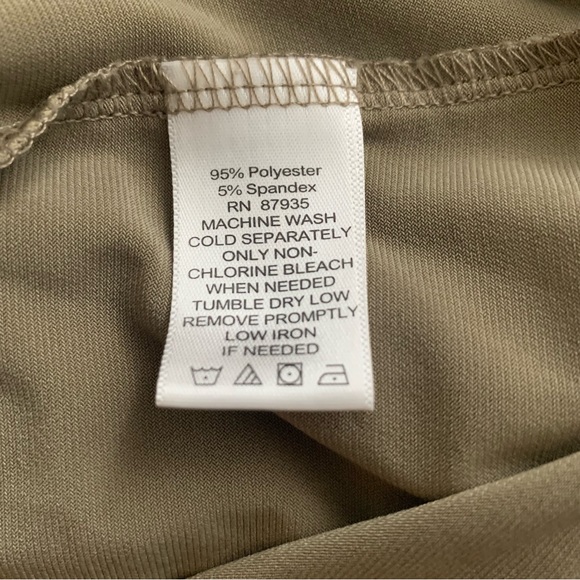 95% Polyester
5% Spandex
RN 87935
MACHINE WASH
COLD SEPARATELY
ONLY NON-
CHLORINE BLEACH
WHEN NEEDED
TUMBLE DRY LOW
REMOVE PROMPTLY
LOW IRON
IF NEEDED